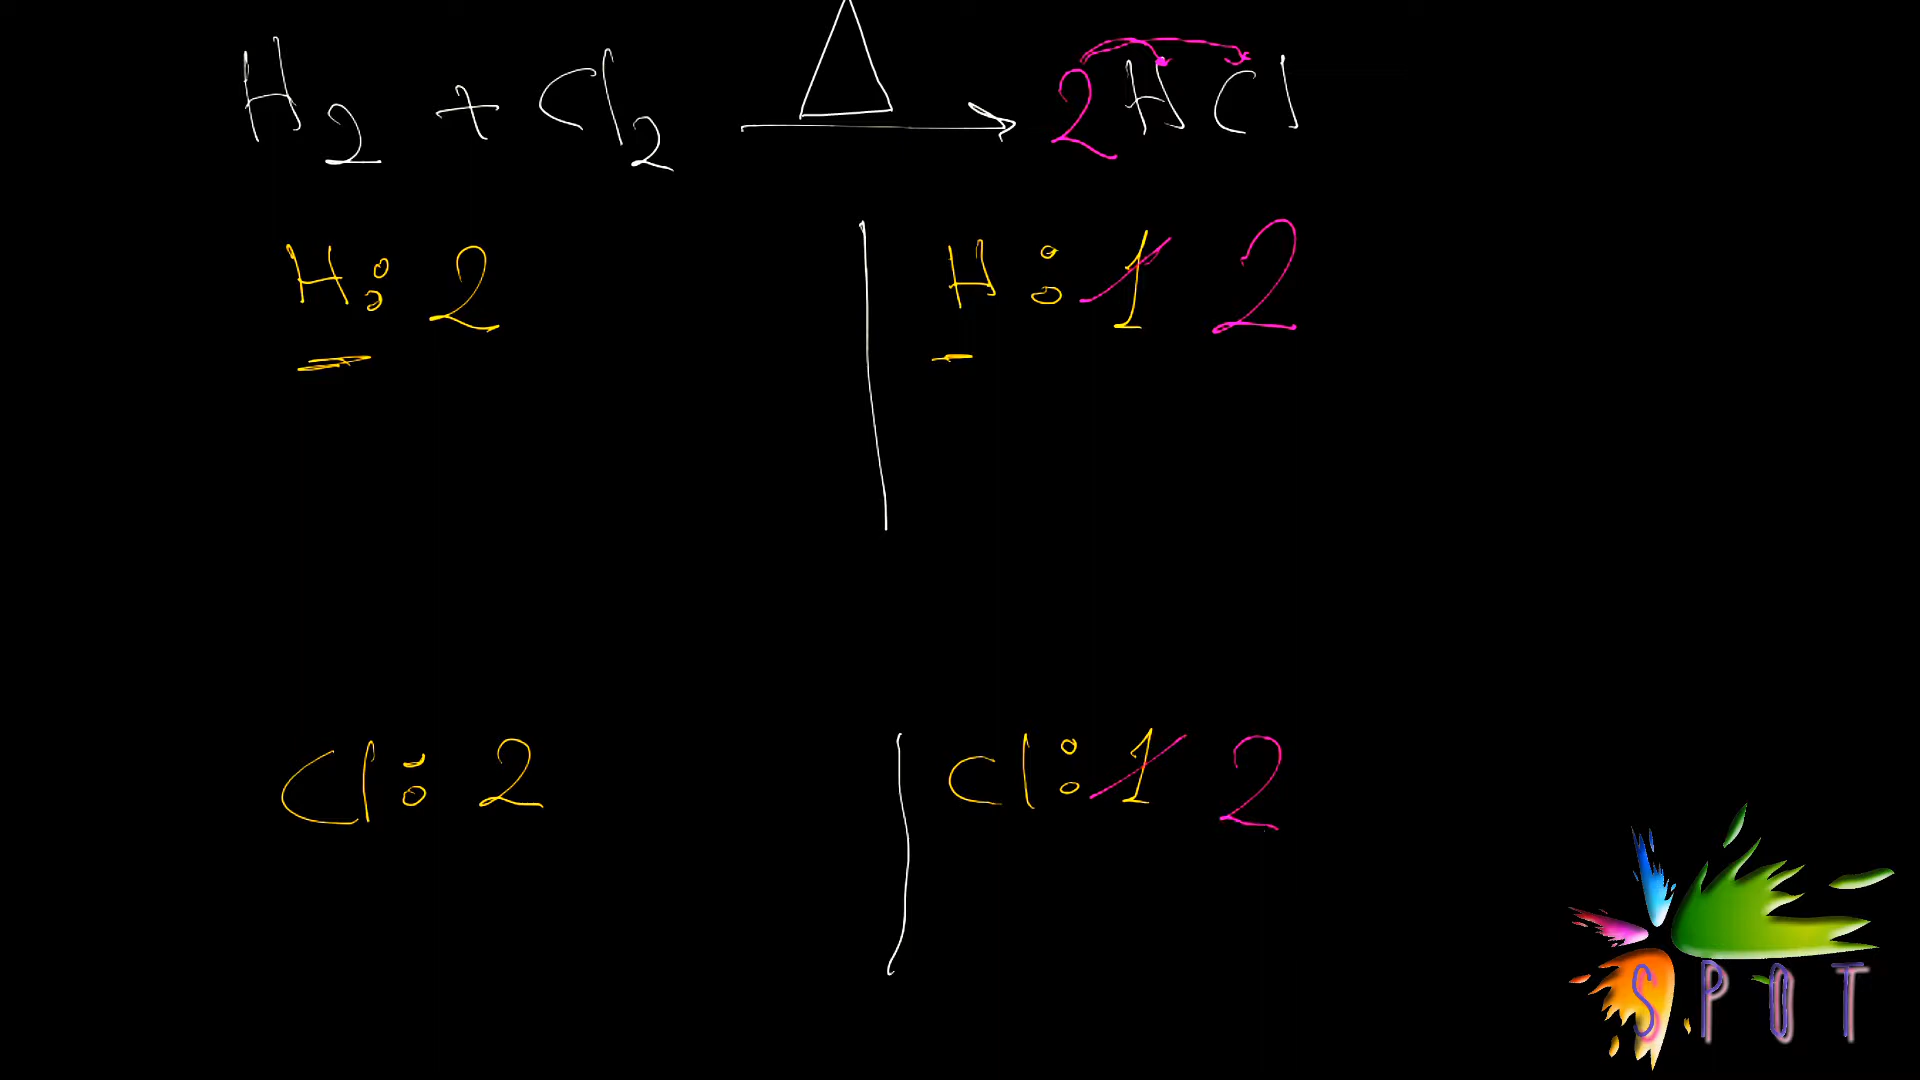 H₂ + Cl₂ →Δ 2HCl
H: 2 | H: 1 2
Cl: 2 | Cl: 1 2
SPOT